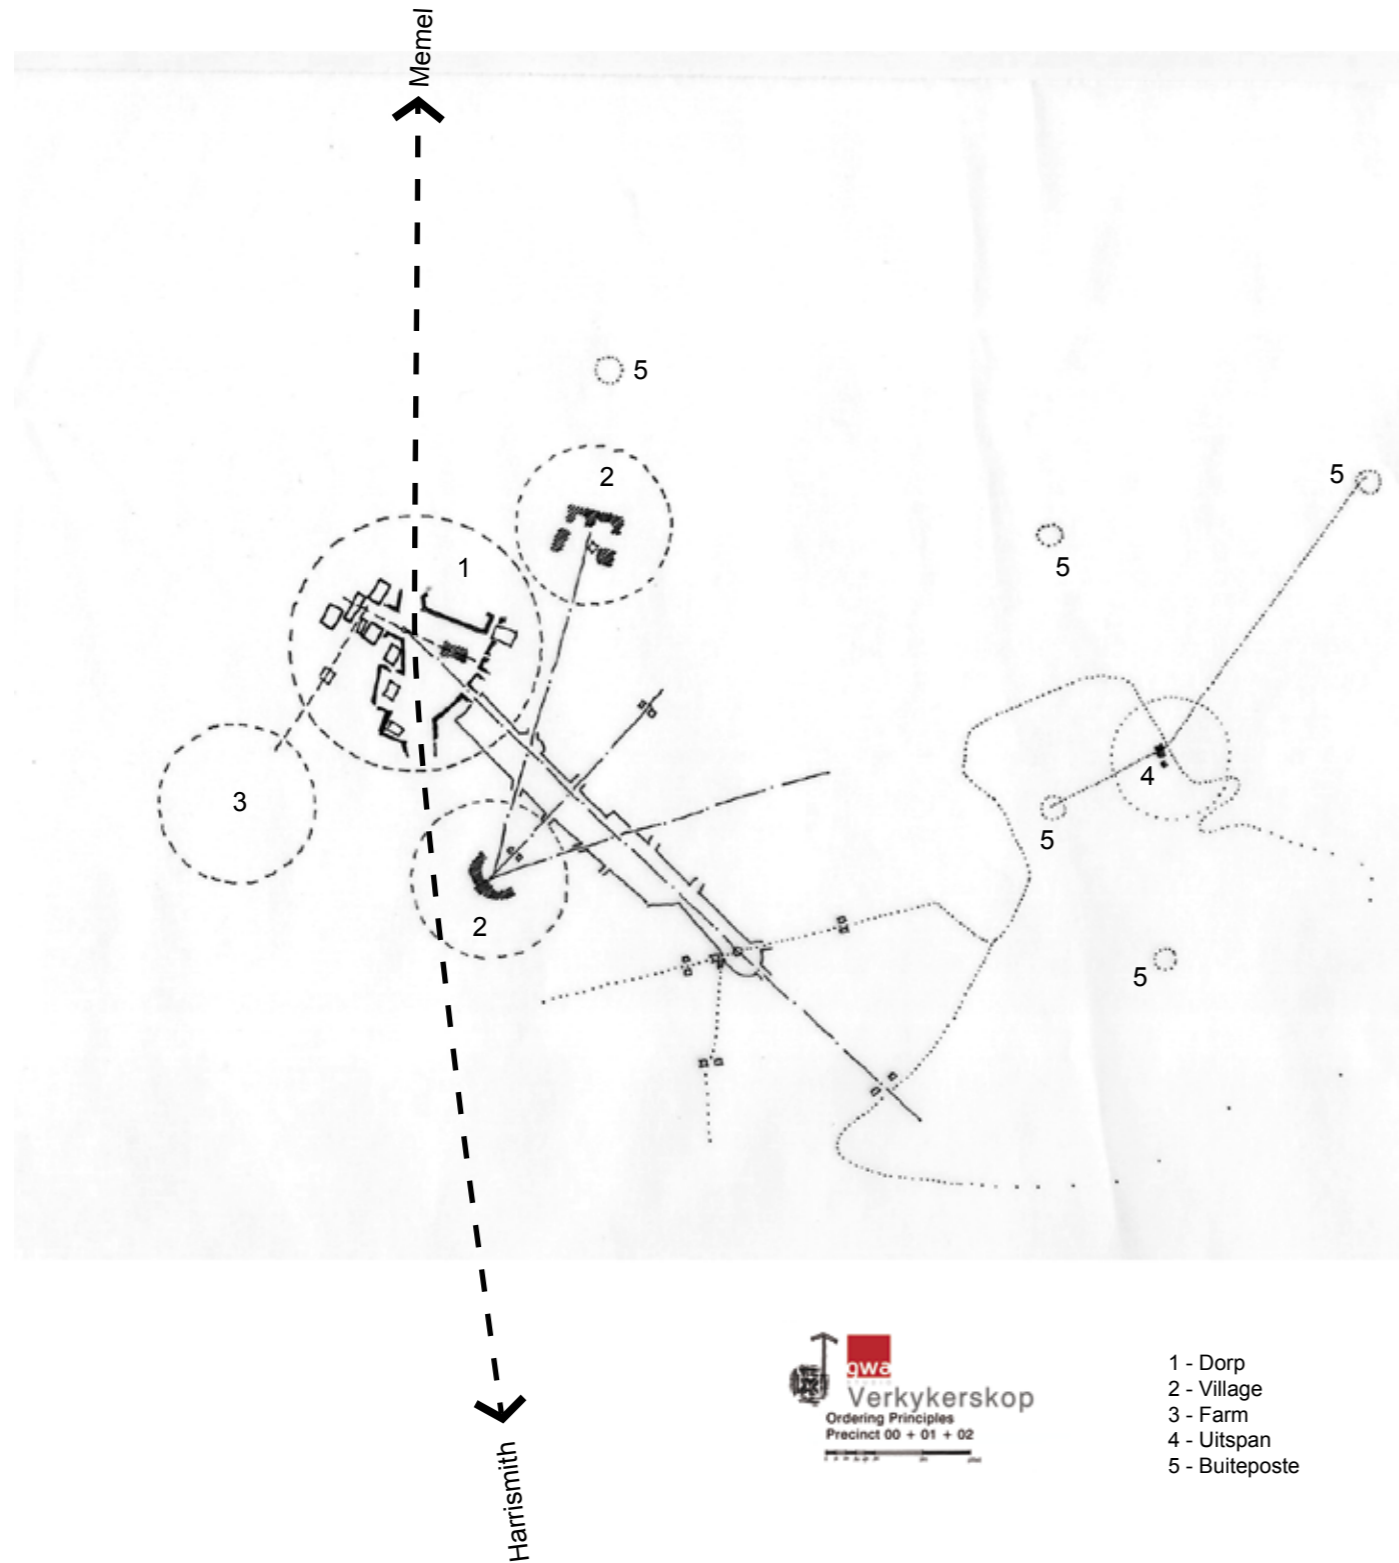 Memel
5
2
5
1
5
4
3
5
2
5
gwa
Verkykerskop
Ordering Principles
Precinct 00 + 01 + 02
1 - Dorp
2 - Village
3 - Farm
4 - Uitspan
5 - Buiteposte
Harrismith